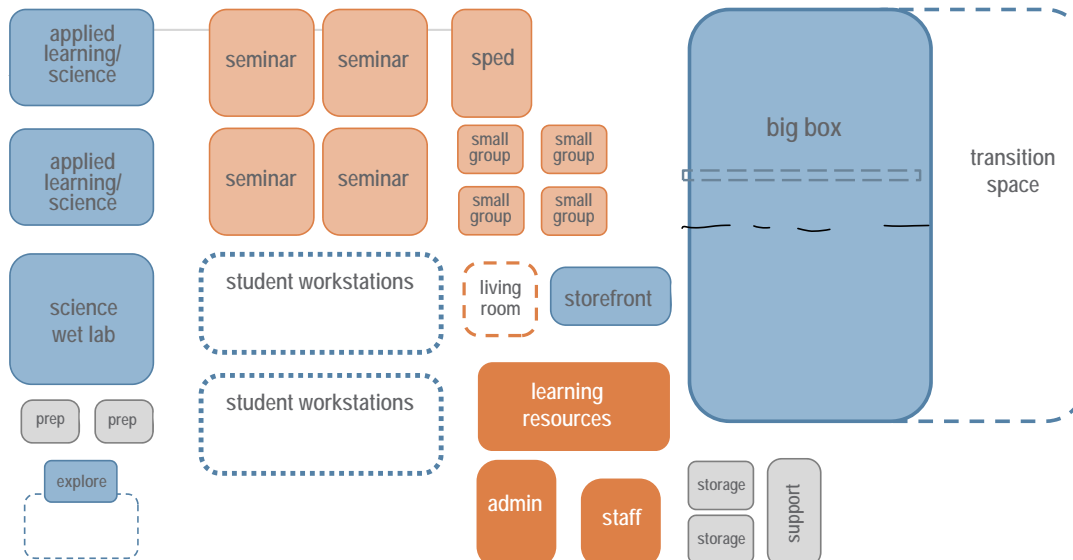 applied
learning/
science
seminar
seminar
sped
big box
transition
space
applied
learning/
science
seminar
seminar
small
group
small
group
small
group
small
group
science
wet lab
student workstations
living
room
storefront
student workstations
learning
resources
prep
prep
explore
admin
staff
storage
storage
support